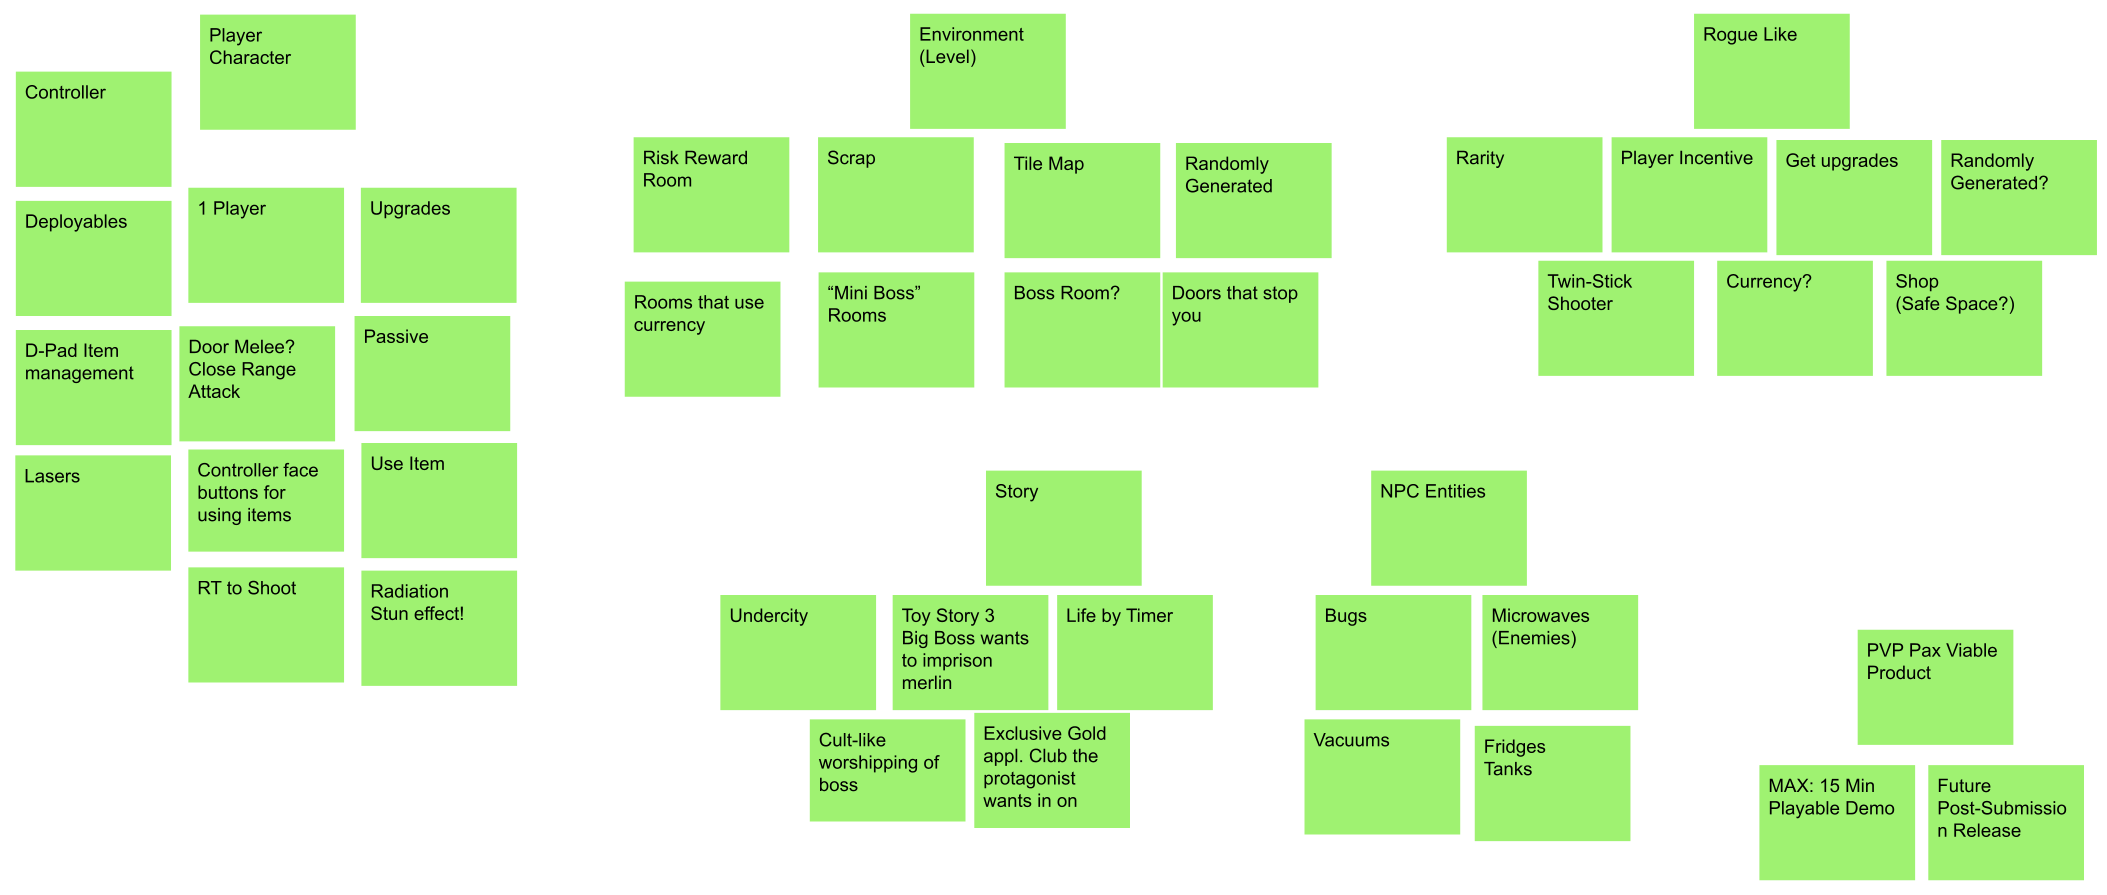 Player
Character
Controller
Deployables
1 Player
Upgrades
D-Pad Item
management
Door Melee?
Close Range
Attack
Passive
Lasers
Controller face
buttons for
using items
Use Item
RT to Shoot
Radiation
Stun effect!
Environment
(Level)
Risk Reward
Room
Scrap
Tile Map
Randomly
Generated
Rooms that use
currency
“Mini Boss”
Rooms
Boss Room?
Doors that stop
you
Rogue Like
Rarity
Player Incentive
Get upgrades
Randomly
Generated?
Twin-Stick
Shooter
Currency?
Shop
(Safe Space?)
Story
Undercity
Toy Story 3
Big Boss wants
to imprison
merlin
Life by Timer
Cult-like
worshipping of
boss
Exclusive Gold
appl. Club the
protagonist
wants in on
NPC Entities
Bugs
Microwaves
(Enemies)
Vacuums
Fridges
Tanks
PVP Pax Viable
Product
MAX: 15 Min
Playable Demo
Future
Post-Submissio
n Release